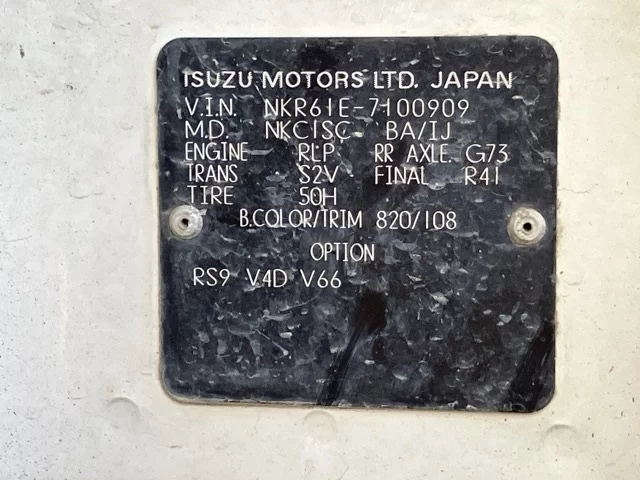 ISUZU MOTORS LTD. JAPAN
V.I.N. NKR61E-7100909
M.D. NKC1SC BA/IJ
ENGINE RLP RR AXLE. G73
TRANS S2V FINAL R41
TIRE 50H
B.COLOR/TRIM 820/108
OPTION
RS9 V4D V66